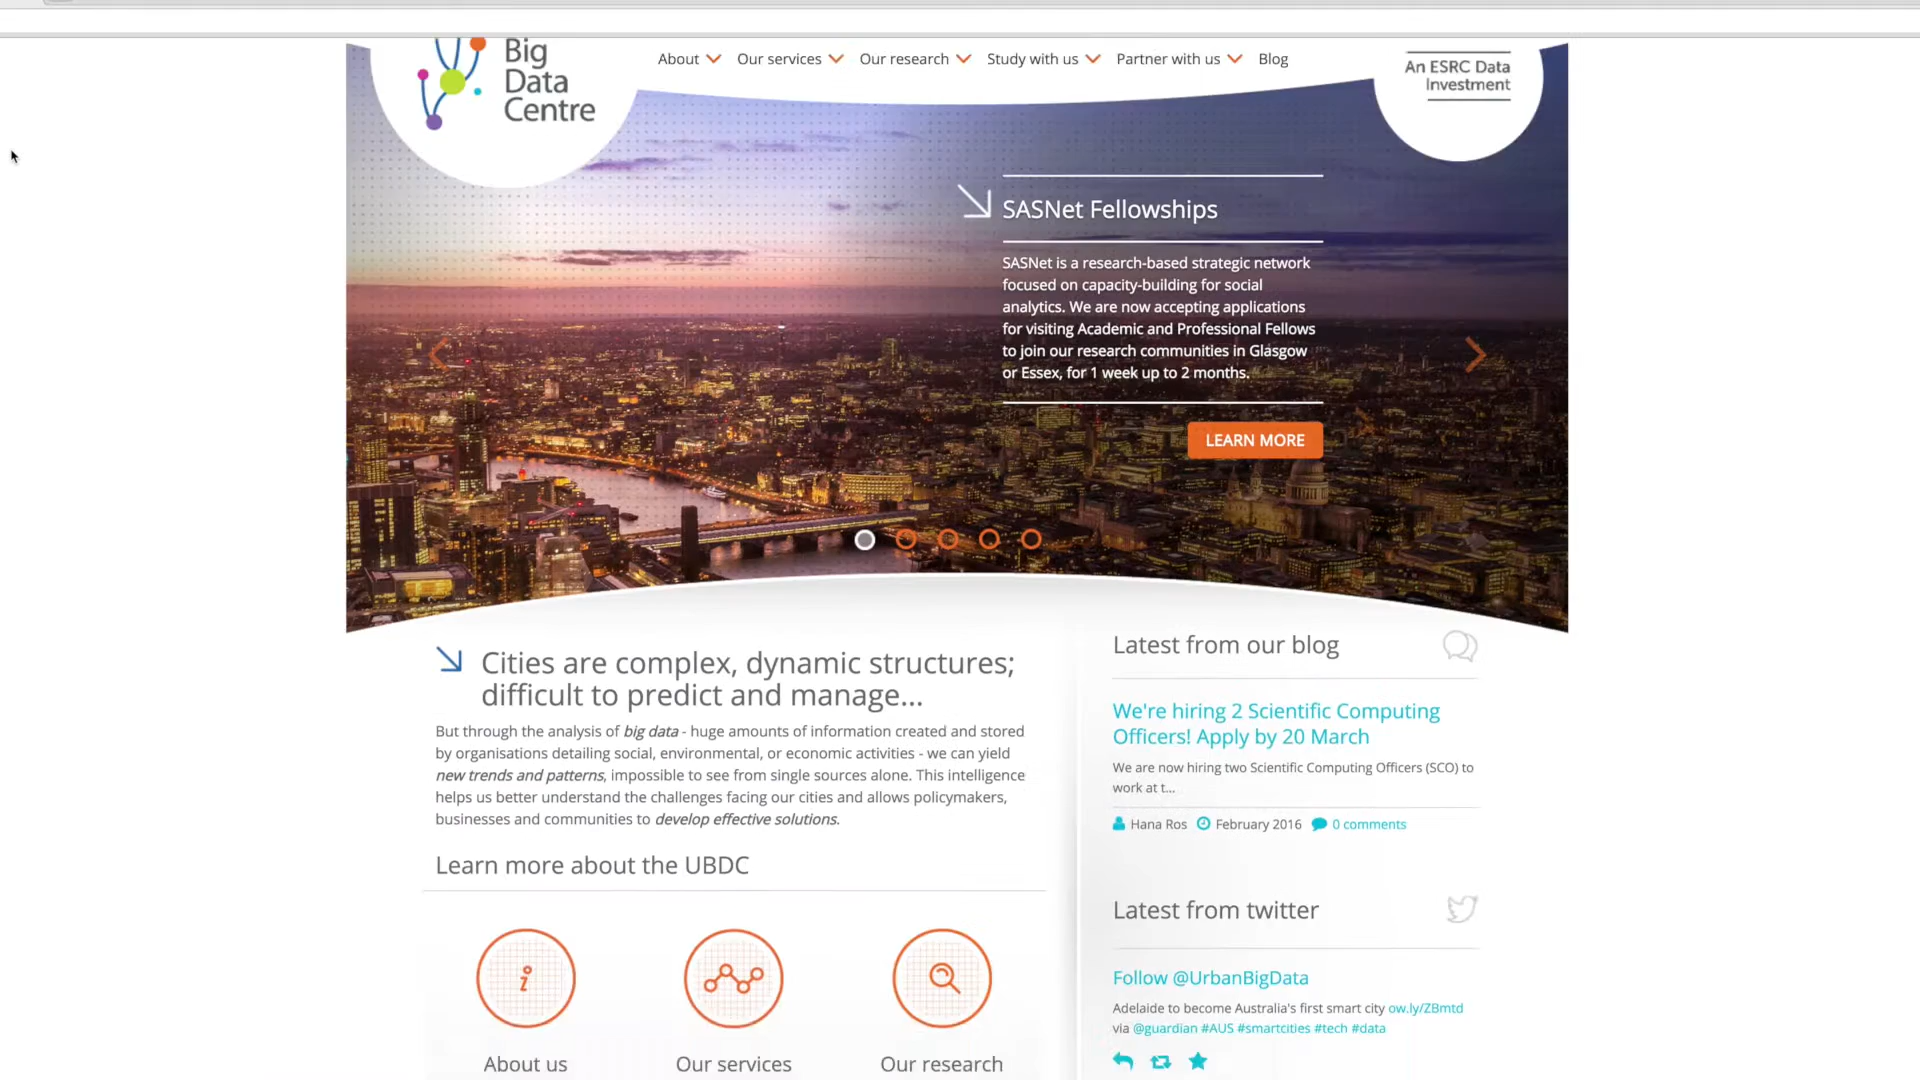 Big
Data
Centre
About
Our services
Our research
Study with us
Partner with us
Blog
An ESRC Data
Investment
SASNet Fellowships
SASNet is a research-based strategic network
focused on capacity-building for social
analytics. We are now accepting applications
for visiting Academic and Professional Fellows
to join our research communities in Glasgow
or Essex, for 1 week up to 2 months.
LEARN MORE
Cities are complex, dynamic structures;
difficult to predict and manage...
But through the analysis of big data - huge amounts of information created and stored
by organisations detailing social, environmental, or economic activities - we can yield
new trends and patterns, impossible to see from single sources alone. This intelligence
helps us better understand the challenges facing our cities and allows policymakers,
businesses and communities to develop effective solutions.
Learn more about the UBDC
About us
Our services
Our research
Latest from our blog
We're hiring 2 Scientific Computing
Officers! Apply by 20 March
We are now hiring two Scientific Computing Officers (SCO) to
work at t...
Hana Ros February 2016 0 comments
Latest from twitter
Follow @UrbanBigData
Adelaide to become Australia's first smart city ow.ly/ZBmtd
via @guardian #AUS #smartcities #tech #data